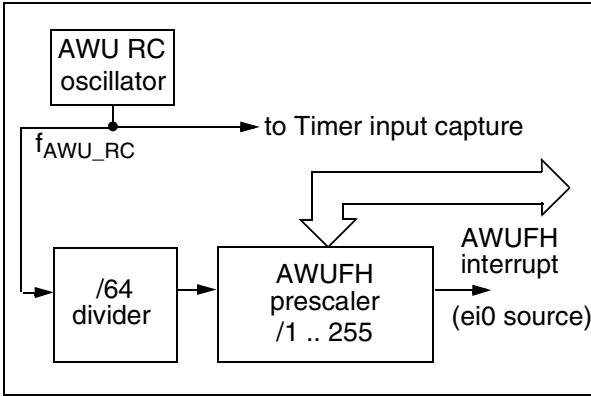 AWU RC
oscillator
to Timer input capture
fAWU_RC
AWUFH
interrupt
(ei0 source)
/64
divider
AWUFH
prescaler
/1 .. 255